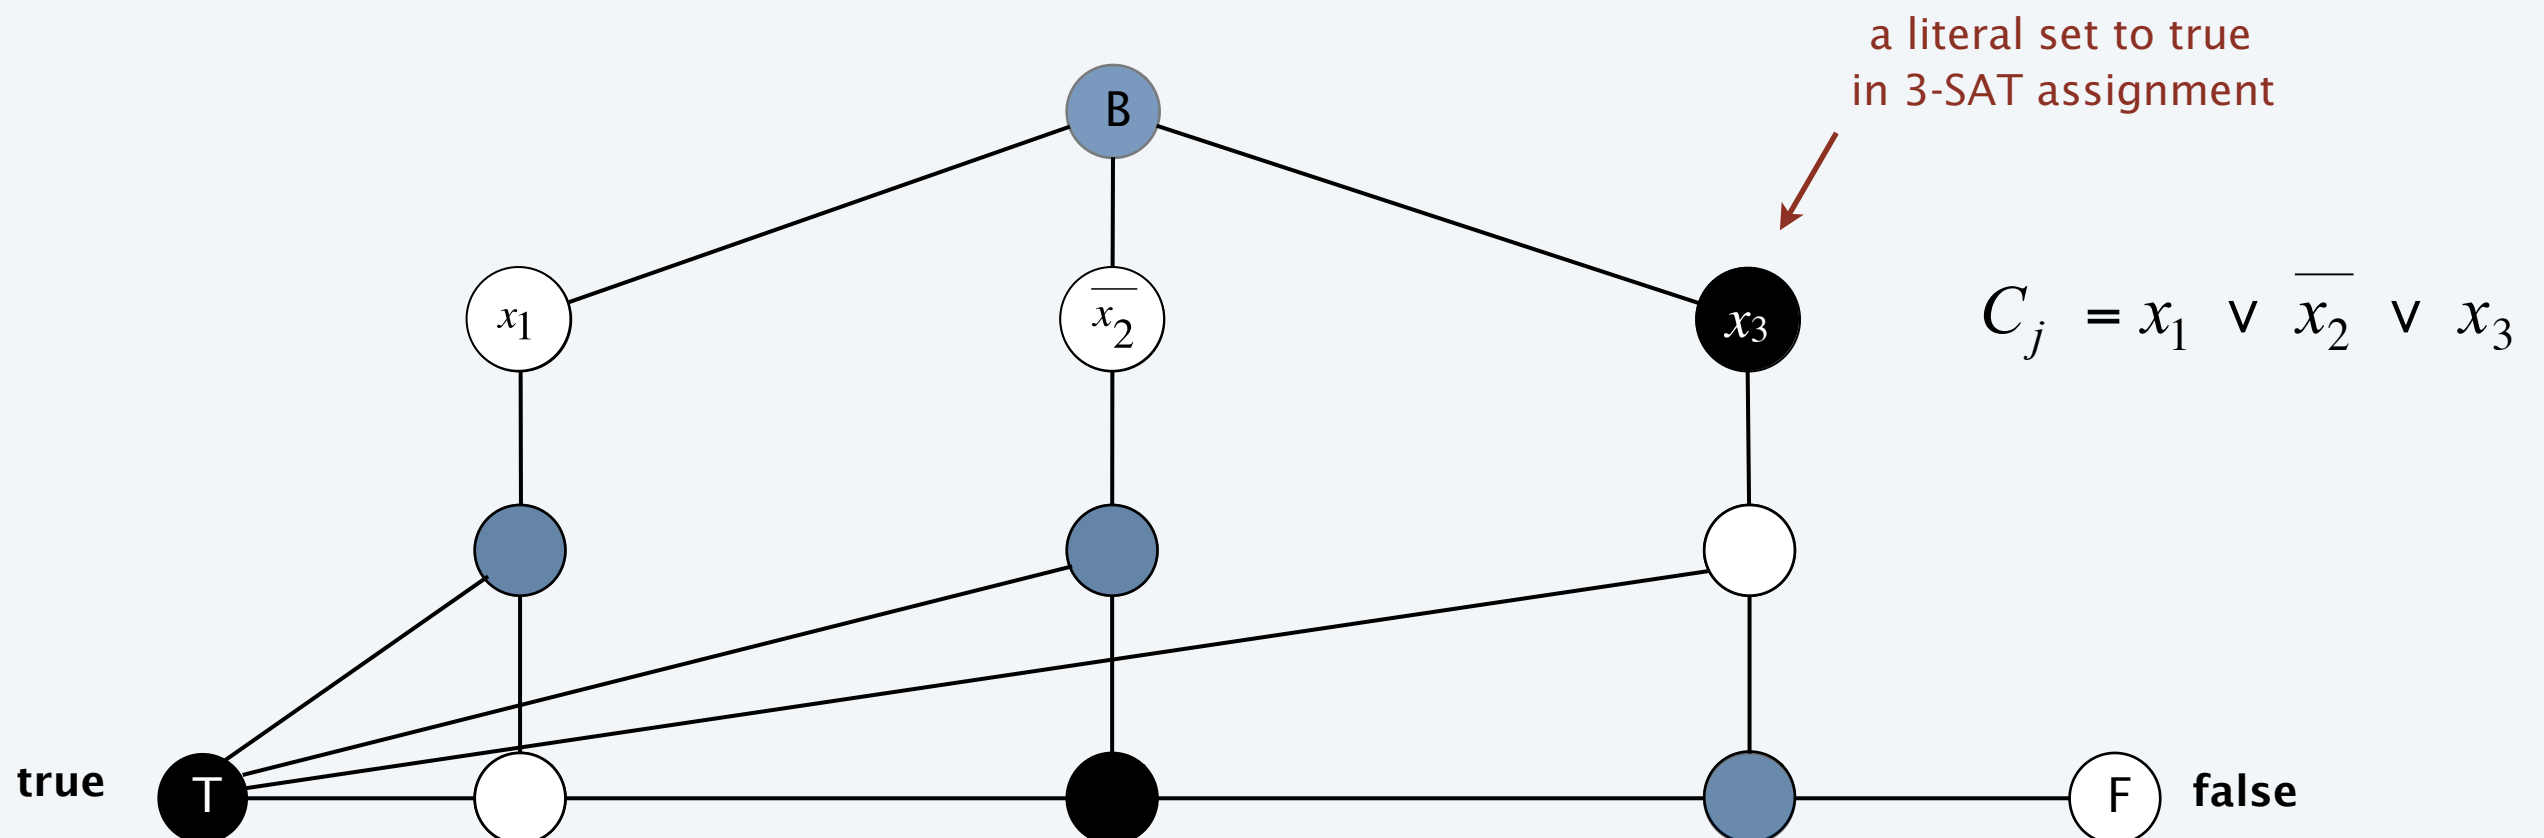 a literal set to true
in 3-SAT assignment
B
x₁
x̅₂
x₃
Cⱼ = x₁ ∨ x̅₂ ∨ x₃
true
T
F
false